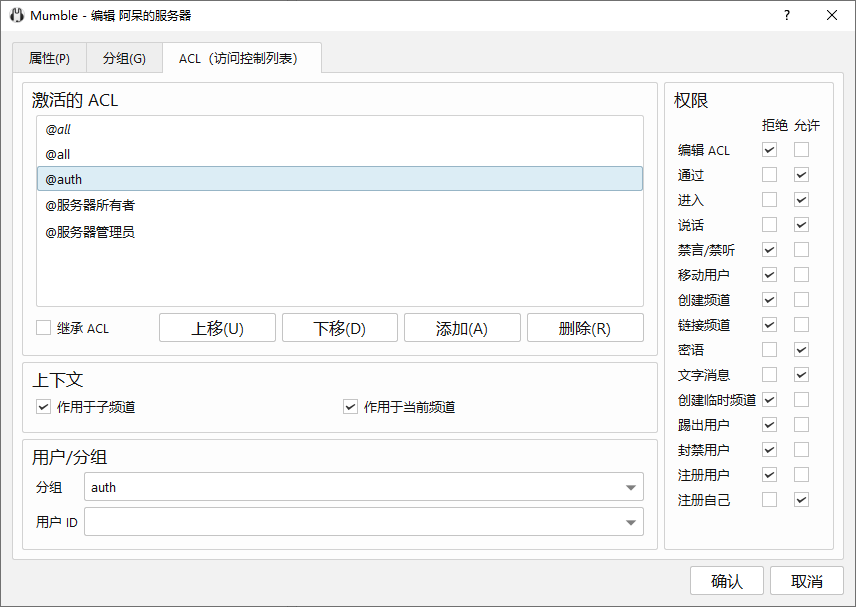 Mumble - 编辑 阿呆的服务器
属性(P)
分组(G)
ACL（访问控制列表）
激活的 ACL
@all
@all
@auth
@服务器所有者
@服务器管理员
继承 ACL
上移(U)
下移(D)
添加(A)
删除(R)
上下文
作用于子频道
作用于当前频道
用户/分组
分组
auth
用户 ID
权限
拒绝 允许
编辑 ACL
通过
进入
说话
禁言/禁听
移动用户
创建频道
链接频道
密语
文字消息
创建临时频道
踢出用户
封禁用户
注册用户
注册自己
确认
取消